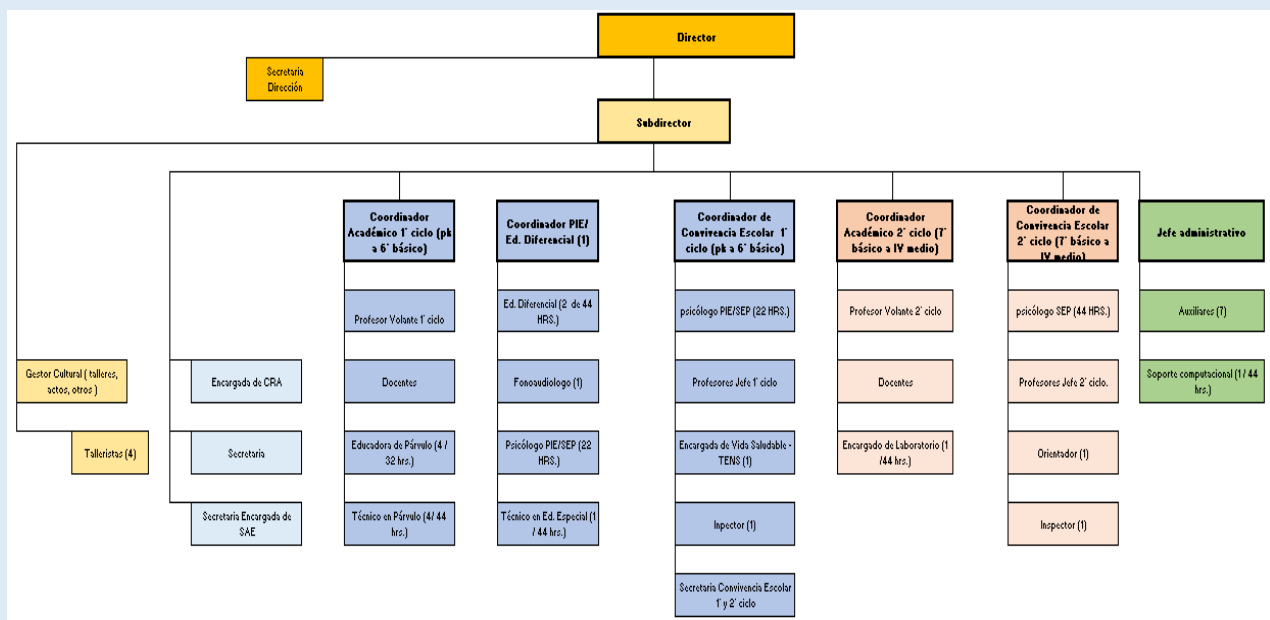 Director
Secretaria
Dirección
Subdirector
Coordinador
Académico 1° ciclo (pk
a 6° básico)
Coordinador PIE/
Ed. Diferencial (1)
Coordinador de
Convivencia Escolar 1°
ciclo (pk a 6° básico)
Coordinador
Académico 2° ciclo (7°
básico a IV medio)
Coordinador de
Convivencia Escolar
2° ciclo (7° básico a
IV medio)
Jefe administrativo
Profesor Volante 1° ciclo
Ed. Diferencial (2 de 44
HRS.)
psicólogo PIE/SEP (22 HRS.)
Profesor Volante 2° ciclo
psicólogo SEP (44 HRS.)
Auxiliares (7)
Gestor Cultural ( talleres,
actos, otros )
Encargada de CRA
Docentes
Fonoaudiologo (1)
Profesores Jefe 1° ciclo
Docentes
Profesores Jefe 2° ciclo.
Soporte computacional (1 / 44
hrs.)
Talleristas (4)
Secretaria
Educadora de Párvulo (4 /
32 hrs.)
Psicólogo PIE/SEP (22
HRS.)
Encargada de Vida Saludable -
TENS (1)
Encargado de Laboratorio (1
/44 hrs.)
Orientador (1)
Secretaria Encargada de
SAE
Técnico en Párvulo (4/ 44
hrs.)
Técnico en Ed. Especial (1
/ 44 hrs.)
Inpector (1)
Inspector (1)
Secretaria Convivencia Escolar
1° y 2° ciclo